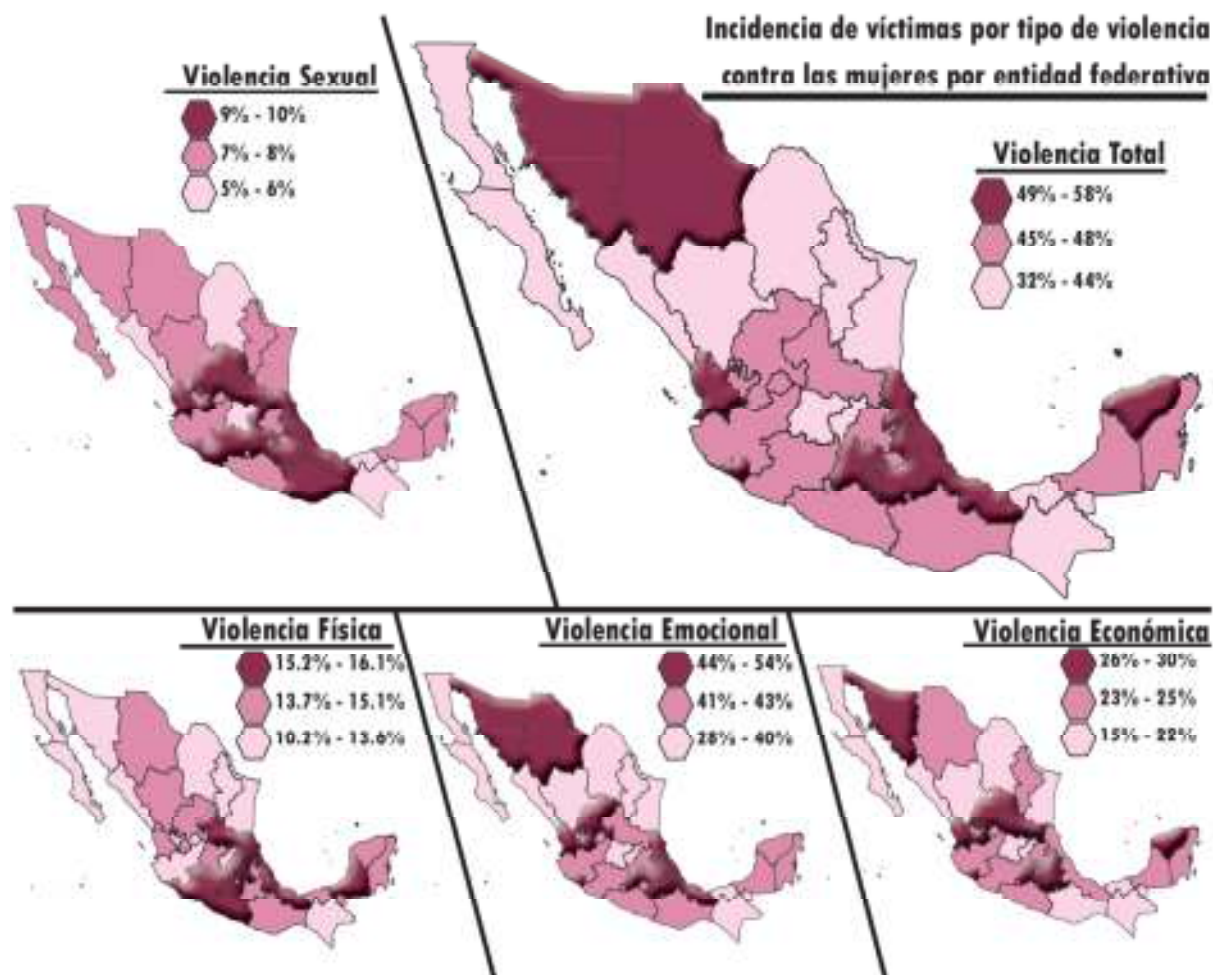 Incidencia de víctimas por tipo de violencia
contra las mujeres por entidad federativa
Violencia Sexual
9% - 10%
7% - 8%
5% - 6%
Violencia Total
49% - 58%
45% - 48%
32% - 44%
Violencia Física
15.2% - 16.1%
13.7% - 15.1%
10.2% - 13.6%
Violencia Emocional
44% - 54%
41% - 43%
28% - 40%
Violencia Económica
26% - 30%
23% - 25%
15% - 22%